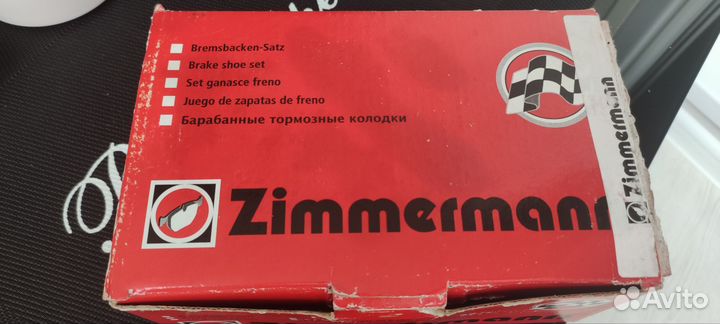 Bremsbacken-Satz
Brake shoe set
Set ganasce freno
Juego de zapatas de freno
Барабанные тормозные колодки
Zimmermann
Zimmermann
Avito